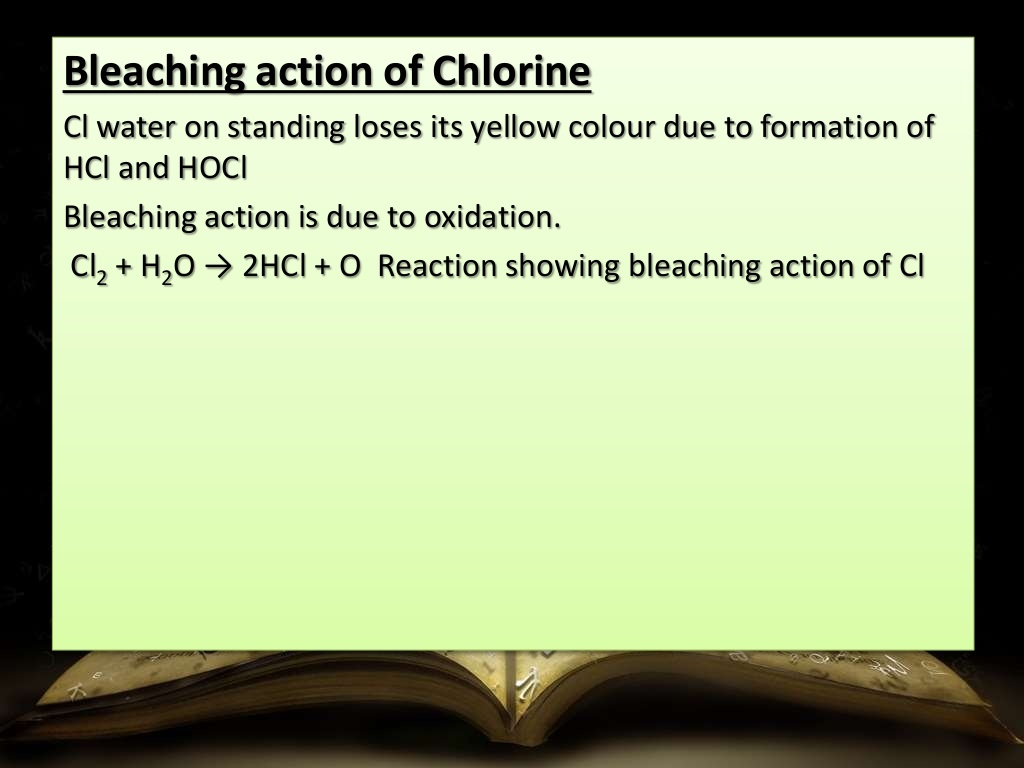 Bleaching action of Chlorine
Cl water on standing loses its yellow colour due to formation of
HCl and HOCl
Bleaching action is due to oxidation.
Cl₂ + H₂O → 2HCl + O  Reaction showing bleaching action of Cl